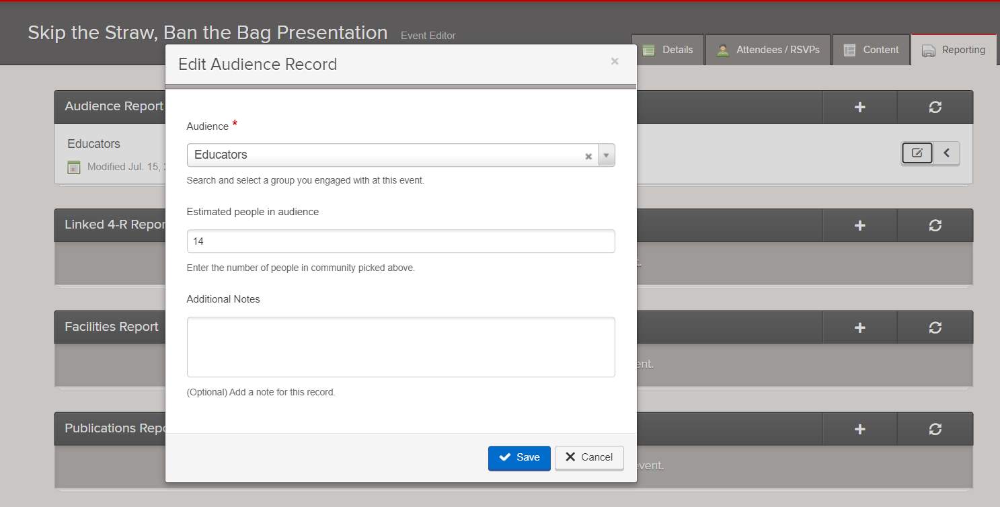 Skip the Straw, Ban the Bag Presentation Event Editor
Details
Attendees / RSVPs
Content
Reporting
Edit Audience Record
×
Audience Report
Educators
Modified Jul. 15,
Audience *
Educators
Search and select a group you engaged with at this event.
Estimated people in audience
14
Enter the number of people in community picked above.
Additional Notes
(Optional) Add a note for this record.
Save
Cancel
Linked 4-R Repor
Facilities Report
ent.
Publications Repo
event.